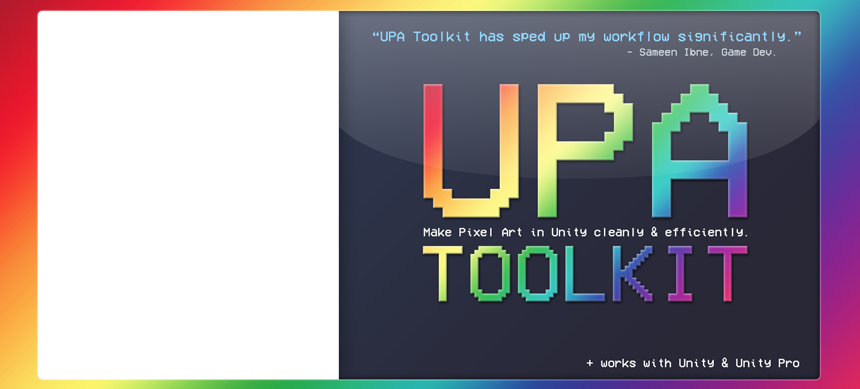 “UPA Toolkit has sped up my workflow significantly.”
- Sameen Ibne, Game Dev.
UPA
Make Pixel Art in Unity cleanly & efficiently.
TOOLKIT
+ works with Unity & Unity Pro